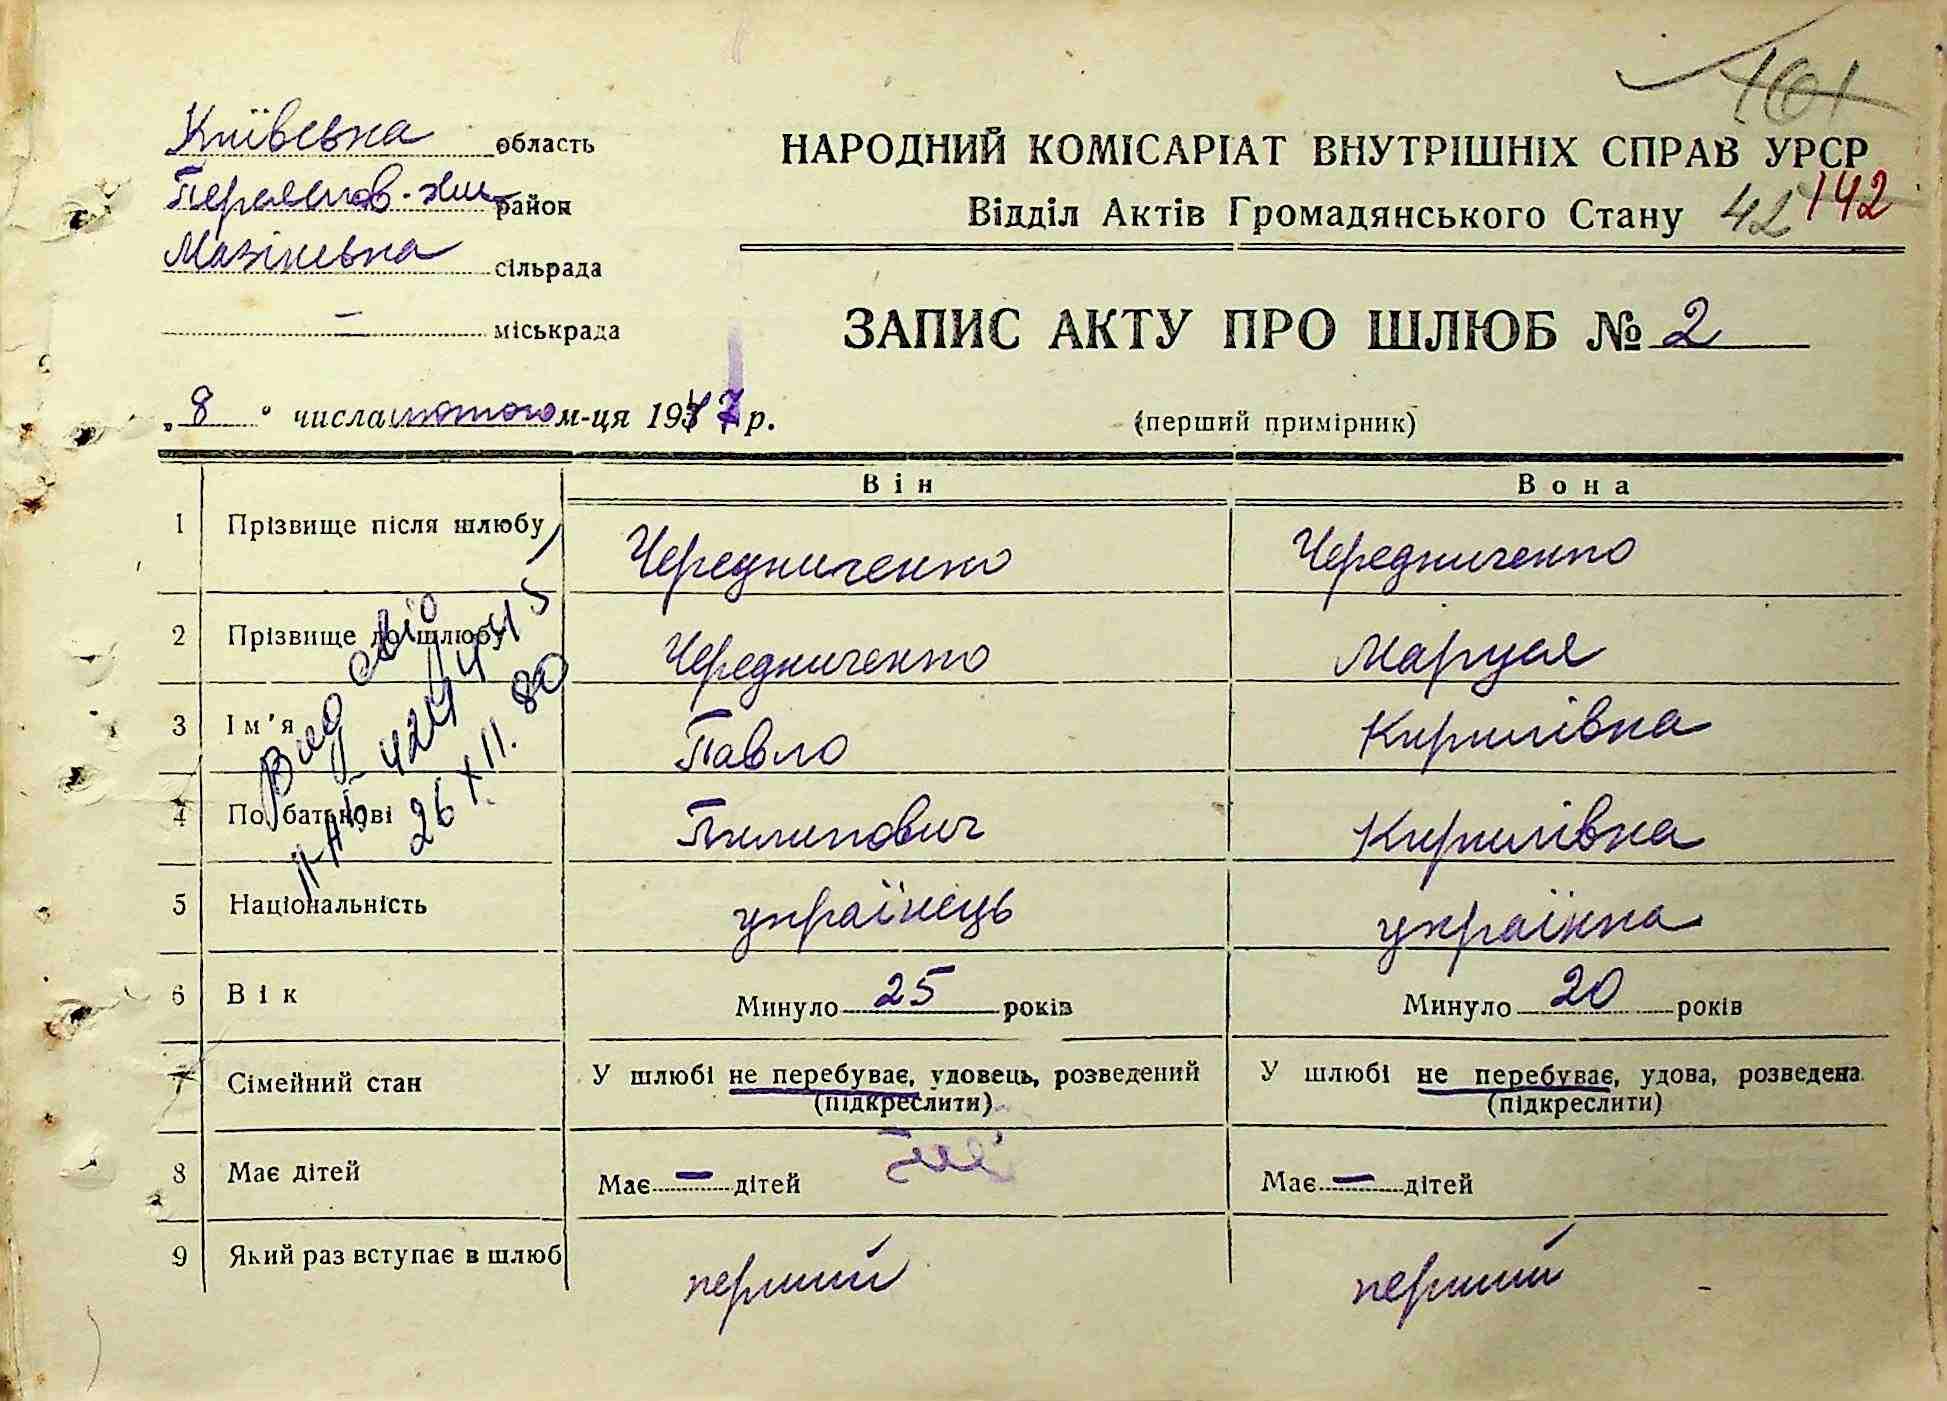 161
Київська область
НАРОДНИЙ КОМІСАРІАТ ВНУТРІШНІХ СПРАВ УРСР
район
Відділ Актів Громадянського Стану 42 142
сільрада
— міськрада
ЗАПИС АКТУ ПРО ШЛЮБ № 2
„ 8 " числа лютого м-ця 1947 р.
(перший примірник)
Він Вона
1 Прізвище після шлюбу Чередниченко Чередниченко
2 Прізвище до шлюбу Чередниченко Маруся
3 Ім'я Павло Кирилівна
4 По батькові Пилипович Кирилівна
5 Національність українець українка
6 Вік Минуло 25 років Минуло 20 років
7 Сімейний стан У шлюбі не перебуває, удовець, розведений У шлюбі не перебуває, удова, розведена
(підкреслити) (підкреслити)
8 Має дітей Має — дітей Має — дітей
9 Який раз вступає в шлюб перший перший
26 XII. 80